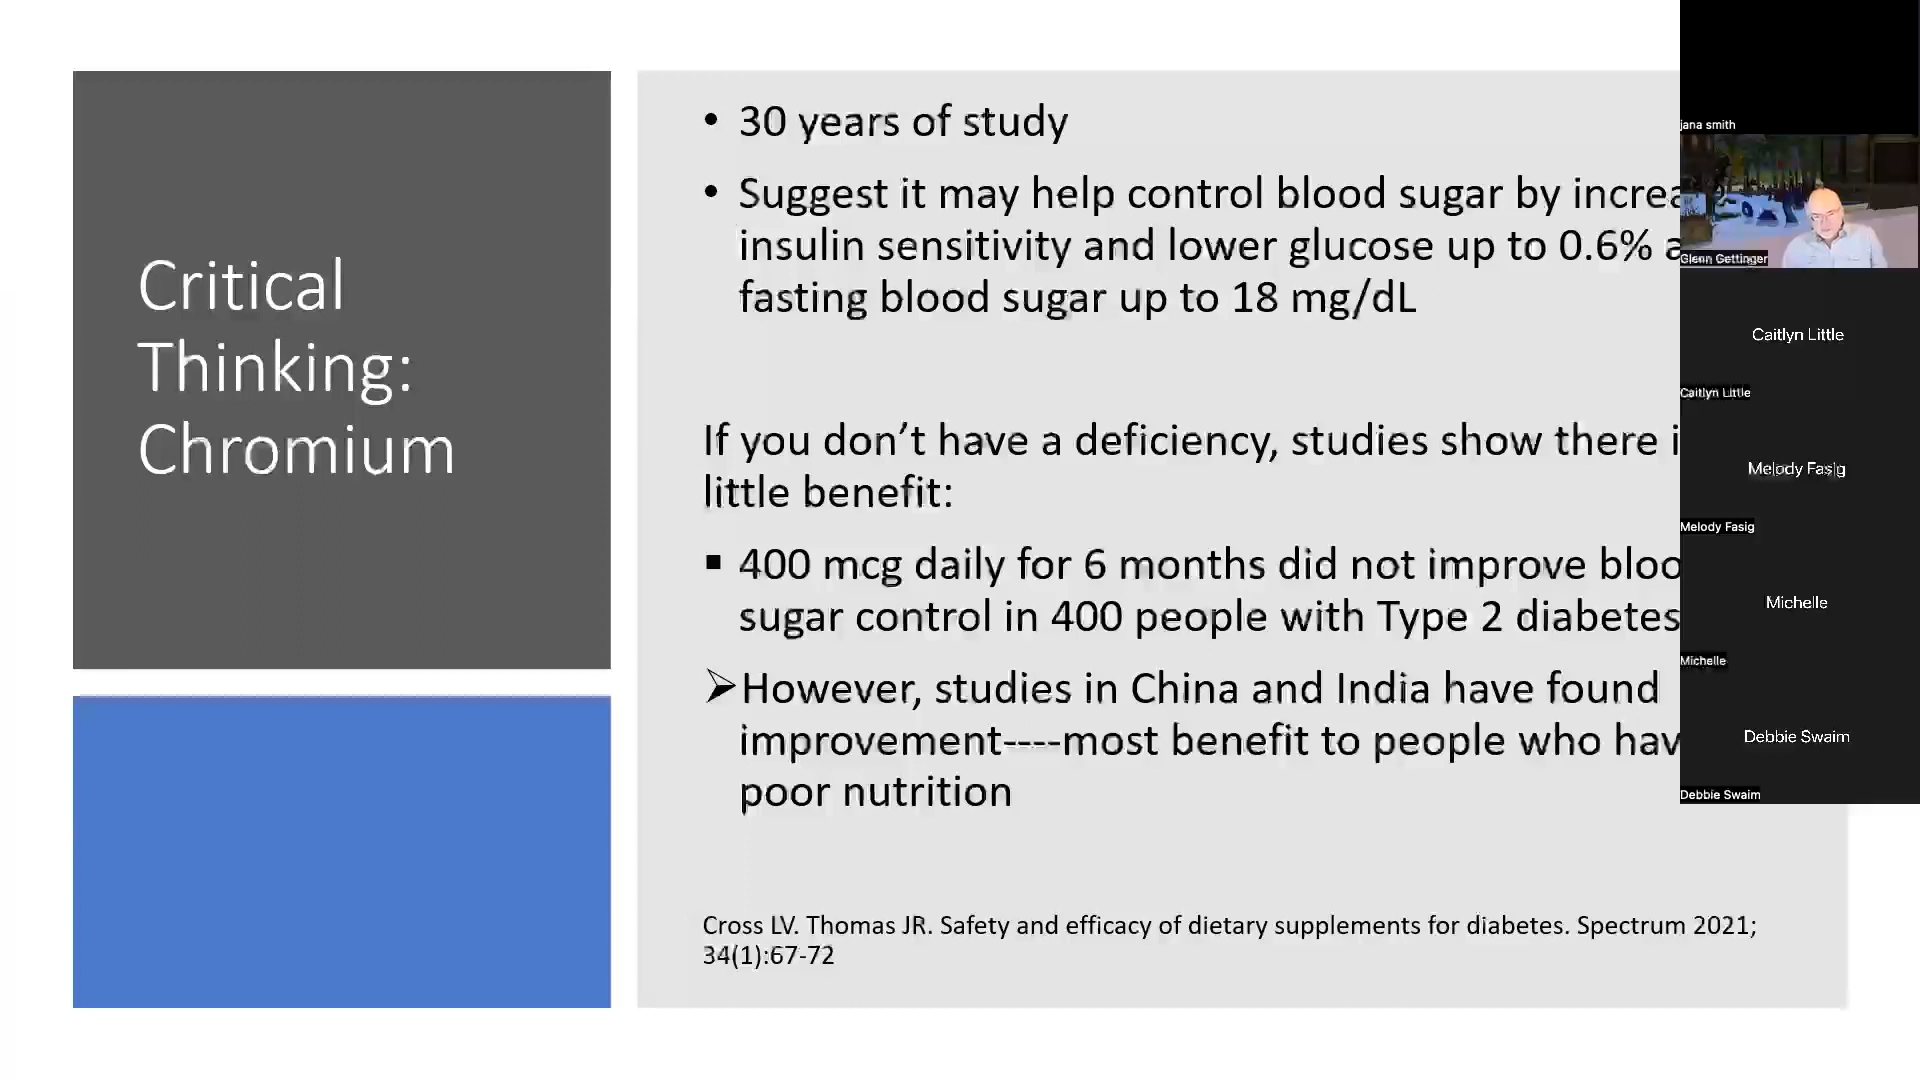 Critical
Thinking:
Chromium
• 30 years of study
• Suggest it may help control blood sugar by increa
insulin sensitivity and lower glucose up to 0.6% a
fasting blood sugar up to 18 mg/dL
If you don’t have a deficiency, studies show there i
little benefit:
▪ 400 mcg daily for 6 months did not improve bloo
sugar control in 400 people with Type 2 diabetes
➢However, studies in China and India have found
improvement----most benefit to people who hav
poor nutrition
Cross LV. Thomas JR. Safety and efficacy of dietary supplements for diabetes. Spectrum 2021;
34(1):67-72
jana smith
Glenn Gettinger
Caitlyn Little
Caitlyn Little
Melody Fasig
Melody Fasig
Michelle
Michelle
Debbie Swaim
Debbie Swaim